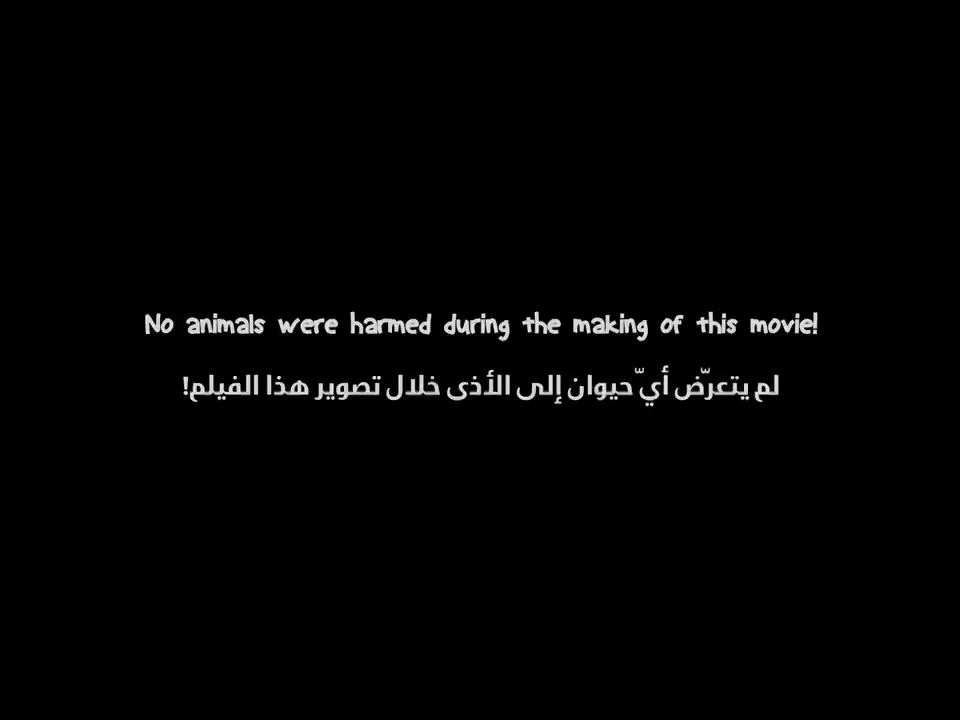 No animals were harmed during the making of this movie!
لم يتعرّض أيّ حيوان إلى الأذى خلال تصوير هذا الفيلم!